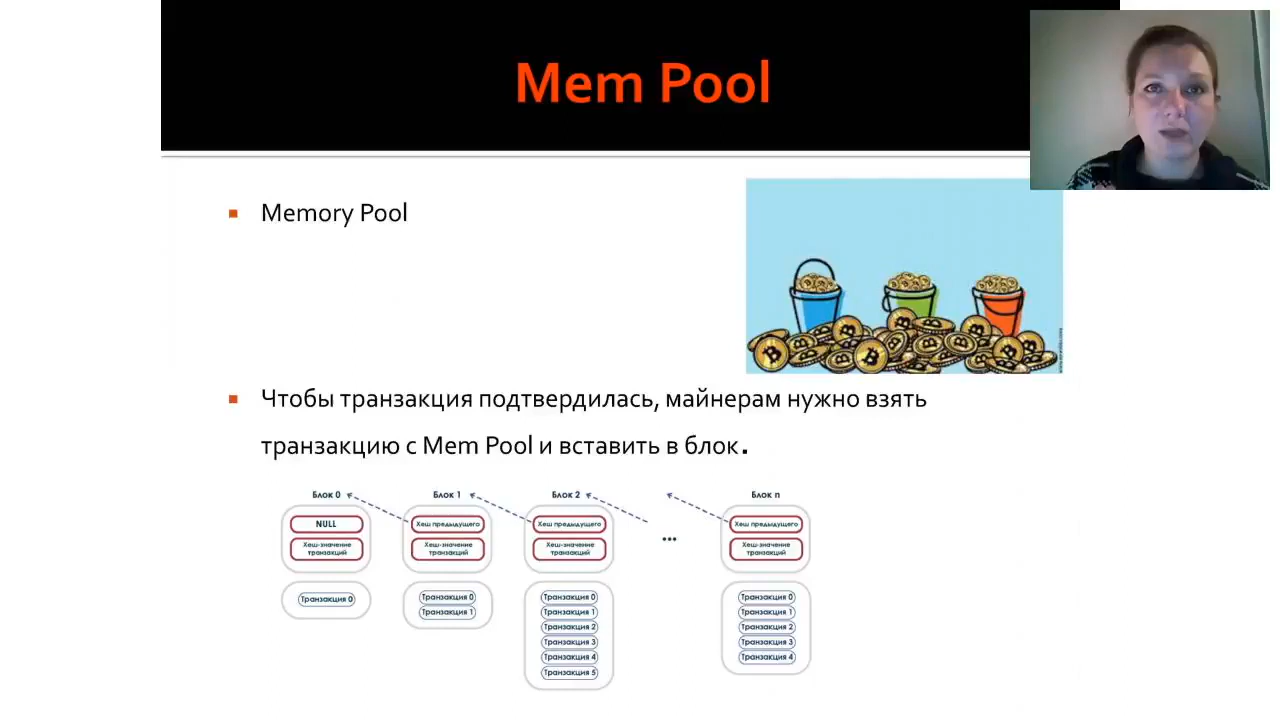 Mem Pool
Memory Pool
Чтобы транзакция подтвердилась, майнерам нужно взять
транзакцию с Mem Pool и вставить в блок.
Блок 0
Блок 1
Блок 2
Блок n
NULL
Хеш предыдущего
Хеш предыдущего
...
Хеш предыдущего
Хеш-значение
транзакций
Хеш-значение
транзакций
Хеш-значение
транзакций
Хеш-значение
транзакций
Транзакция 0
Транзакция 0
Транзакция 1
Транзакция 0
Транзакция 1
Транзакция 2
Транзакция 3
Транзакция 4
Транзакция 5
Транзакция 0
Транзакция 1
Транзакция 2
Транзакция 3
Транзакция 4